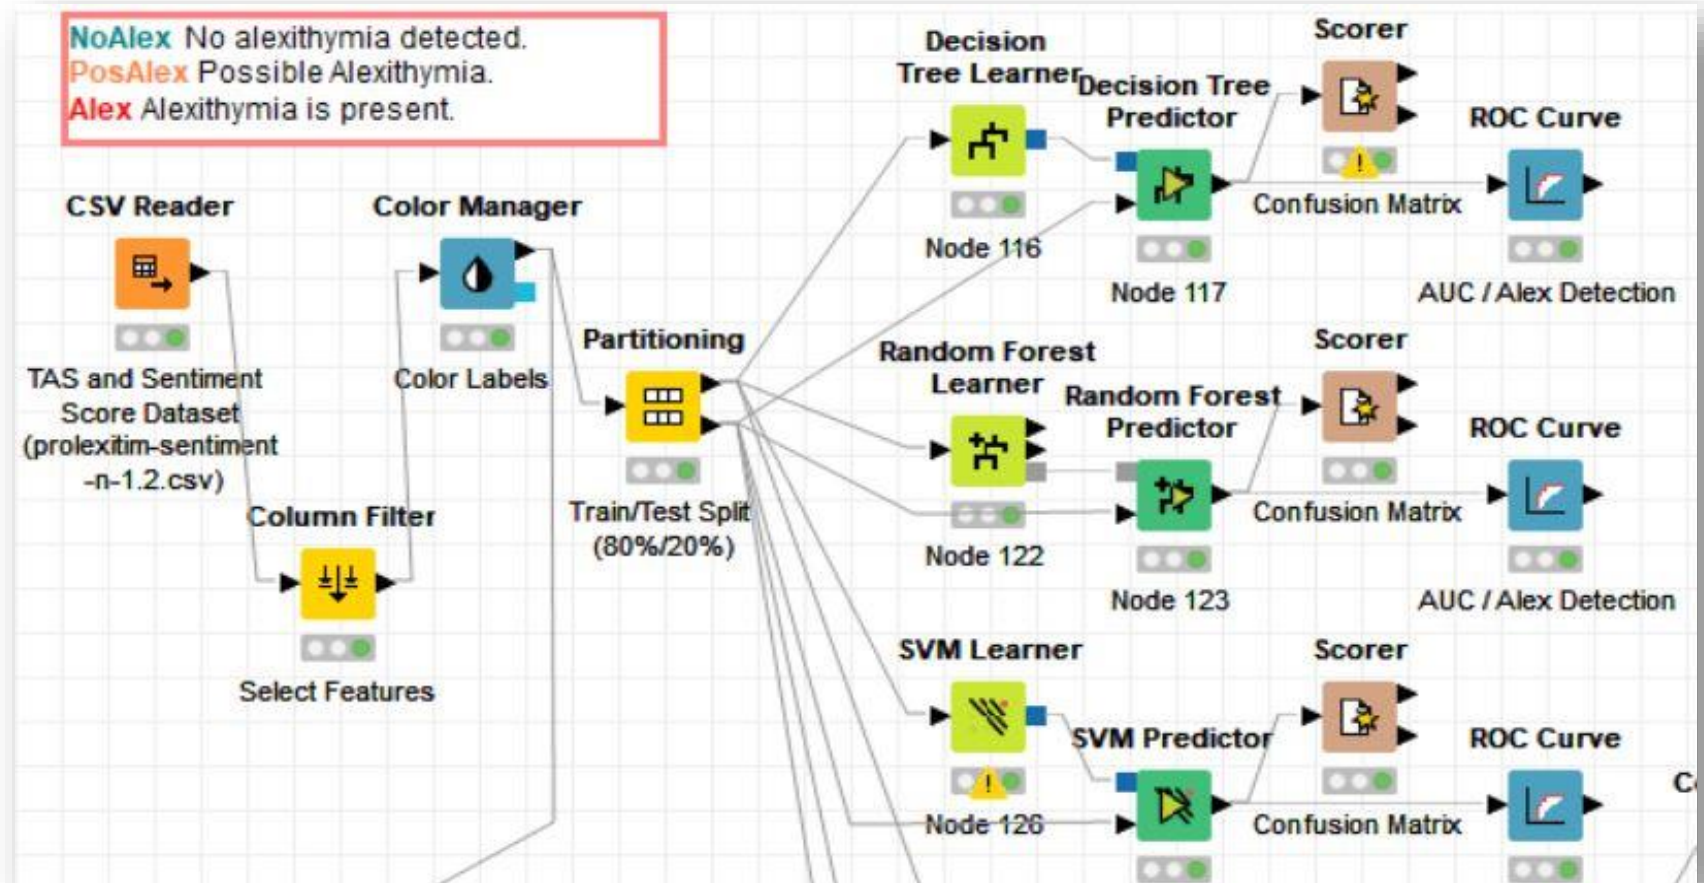 NoAlex No alexithymia detected.
PosAlex Possible Alexithymia.
Alex Alexithymia is present.
CSV Reader
TAS and Sentiment
Score Dataset
(prolexitim-sentiment
-n-1.2.csv)
Column Filter
Select Features
Color Manager
Color Labels
Partitioning
Train/Test Split
(80%/20%)
Decision
Tree Learner
Node 116
Decision Tree
Predictor
Node 117
Scorer
Confusion Matrix
ROC Curve
AUC / Alex Detection
Random Forest
Learner
Node 122
Random Forest
Predictor
Node 123
Scorer
Confusion Matrix
ROC Curve
AUC / Alex Detection
SVM Learner
Node 126
SVM Predictor
Scorer
Confusion Matrix
ROC Curve